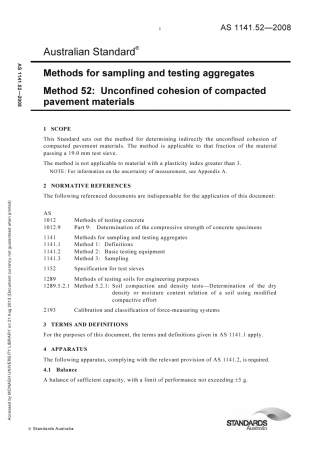 1
AS 1141.52—2008
Australian Standard®
Methods for sampling and testing aggregates
Method 52: Unconfined cohesion of compacted
pavement materials
1 SCOPE
This Standard sets out the method for determining indirectly the unconfined cohesion of
compacted pavement materials. The method is applicable to that fraction of the material
passing a 19.0 mm test sieve.
The method is not applicable to material with a plasticity index greater than 3.
NOTE: For information on the uncertainty of measurement, see Appendix A.
2 NORMATIVE REFERENCES
The following referenced documents are indispensable for the application of this document:
AS
1012 Methods of testing concrete
1012.9 Part 9: Determination of the compressive strength of concrete specimens
1141 Methods for sampling and testing aggregates
1141.1 Method 1: Definitions
1141.2 Method 2: Basic testing equipment
1141.3 Method 3: Sampling
1152 Specification for test sieves
1289 Methods of testing soils for engineering purposes
1289.5.2.1 Method 5.2.1: Soil compaction and density tests—Determination of the dry
density or moisture content relation of a soil using modified
compactive effort
2193 Calibration and classification of force-measuring systems
3 TERMS AND DEFINITIONS
For the purposes of this document, the terms and definitions given in AS 1141.1 apply.
4 APPARATUS
The following apparatus, complying with the relevant provision of AS 1141.2, is required.
4.1 Balance
A balance of sufficient capacity, with a limit of performance not exceeding ±5 g.
© Standards Australia
STANDARDS
Australia
AS 1141.52—2008
Accessed by MONASH UNIVERSITY LIBRARY on 21 Aug 2013 (Document currency not guaranteed when printed)